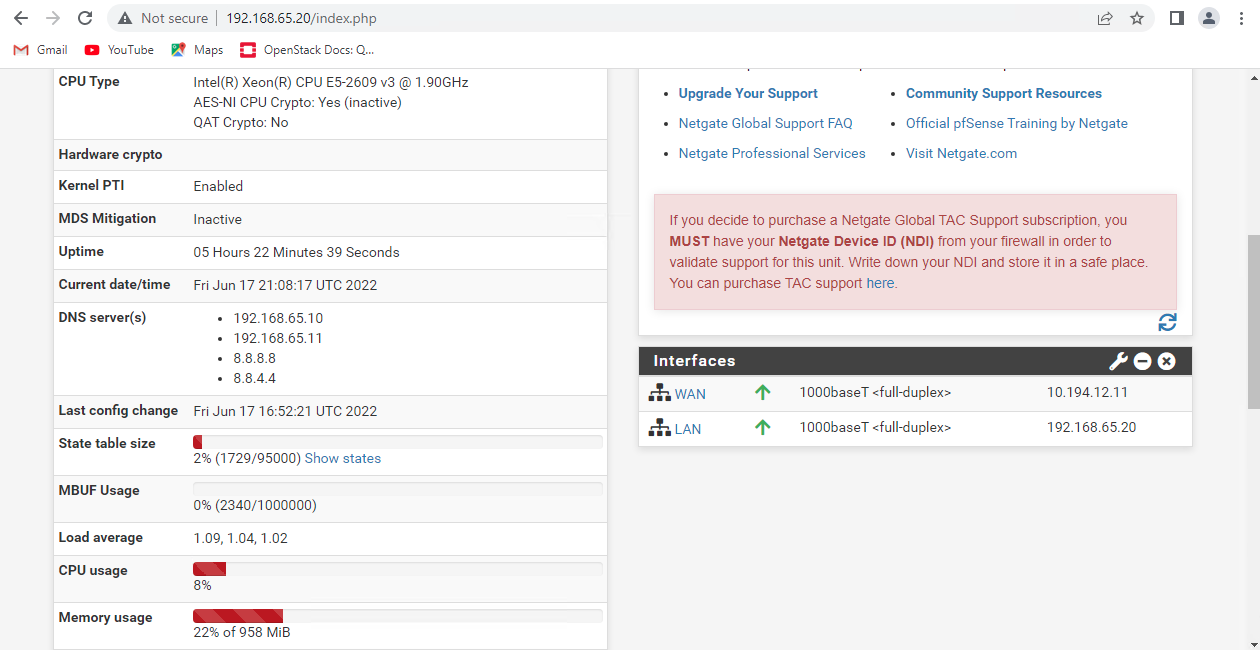 Not secure | 192.168.65.20/index.php
Gmail YouTube Maps OpenStack Docs: Q...
CPU Type
Intel(R) Xeon(R) CPU E5-2609 v3 @ 1.90GHz
AES-NI CPU Crypto: Yes (inactive)
QAT Crypto: No
Hardware crypto
Kernel PTI Enabled
MDS Mitigation Inactive
Uptime 05 Hours 22 Minutes 39 Seconds
Current date/time Fri Jun 17 21:08:17 UTC 2022
DNS server(s)
• 192.168.65.10
• 192.168.65.11
• 8.8.8.8
• 8.8.4.4
Last config change Fri Jun 17 16:52:21 UTC 2022
State table size
2% (1729/95000) Show states
MBUF Usage
0% (2340/1000000)
Load average 1.09, 1.04, 1.02
CPU usage
8%
Memory usage
22% of 958 MiB
• Upgrade Your Support
• Netgate Global Support FAQ
• Netgate Professional Services
• Community Support Resources
• Official pfSense Training by Netgate
• Visit Netgate.com
If you decide to purchase a Netgate Global TAC Support subscription, you
MUST have your Netgate Device ID (NDI) from your firewall in order to
validate support for this unit. Write down your NDI and store it in a safe place.
You can purchase TAC support here.
Interfaces
WAN 1000baseT <full-duplex> 10.194.12.11
LAN 1000baseT <full-duplex> 192.168.65.20